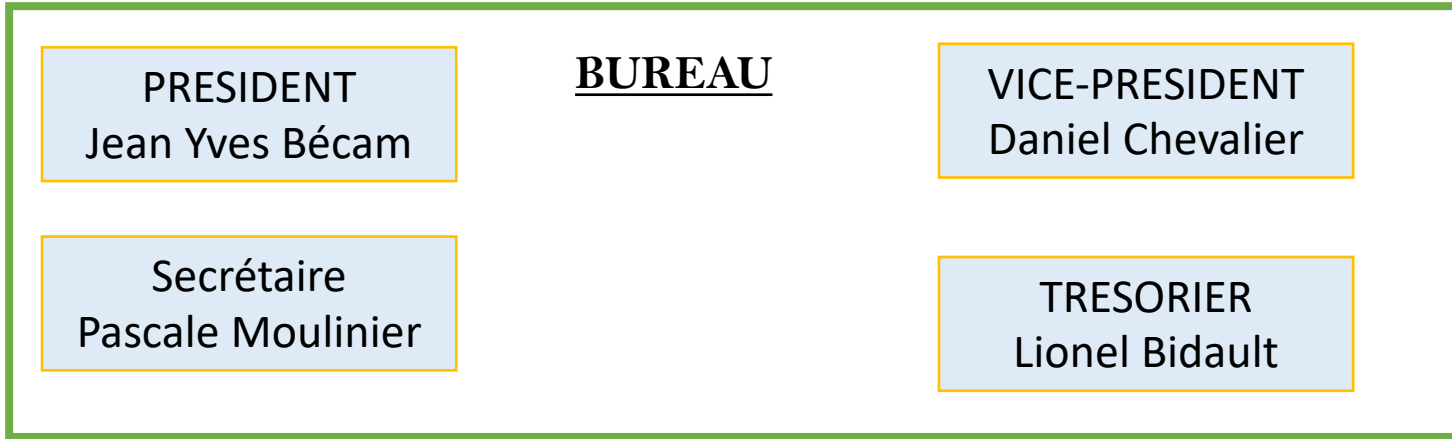 BUREAU
PRESIDENT
Jean Yves Bécam
VICE-PRESIDENT
Daniel Chevalier
Secrétaire
Pascale Moulinier
TRESORIER
Lionel Bidault